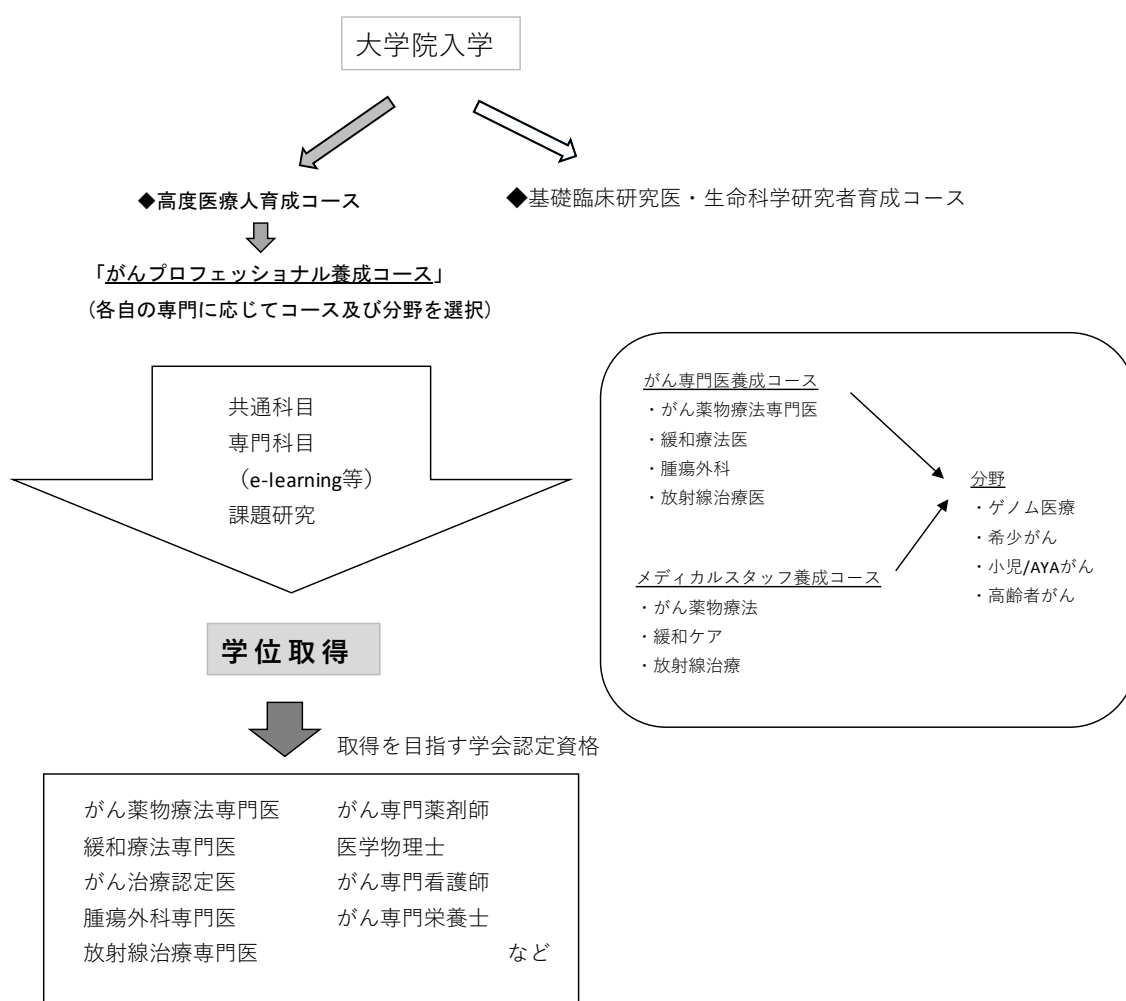 大学院入学
◆高度医療人育成コース
◆基礎臨床研究医・生命科学研究者育成コース
「がんプロフェッショナル養成コース」
（各自の専門に応じてコース及び分野を選択）
共通科目
専門科目
（e-learning等）
課題研究
がん専門医養成コース
・がん薬物療法専門医
・緩和療法医
・腫瘍外科
・放射線治療医
メディカルスタッフ養成コース
・がん薬物療法
・緩和ケア
・放射線治療
分野
・ゲノム医療
・希少がん
・小児/AYAがん
・高齢者がん
学位取得
取得を目指す学会認定資格
がん薬物療法専門医
緩和療法専門医
がん治療認定医
腫瘍外科専門医
放射線治療専門医
がん専門薬剤師
医学物理士
がん専門看護師
がん専門栄養士
など